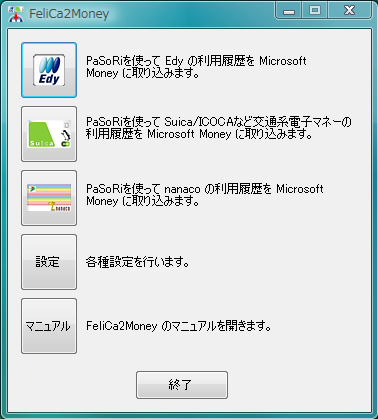 FeliCa2Money
Edy
PaSoRiを使って Edy の利用履歴を Microsoft
Money に取り込みます。
Suica
PaSoRiを使って Suica/ICOCAなど交通系電子マネーの
利用履歴を Microsoft Money に取り込みます。
nanaco
PaSoRiを使って nanaco の利用履歴を Microsoft
Money に取り込みます。
設定
各種設定を行います。
マニュアル
FeliCa2Money のマニュアルを開きます。
終了